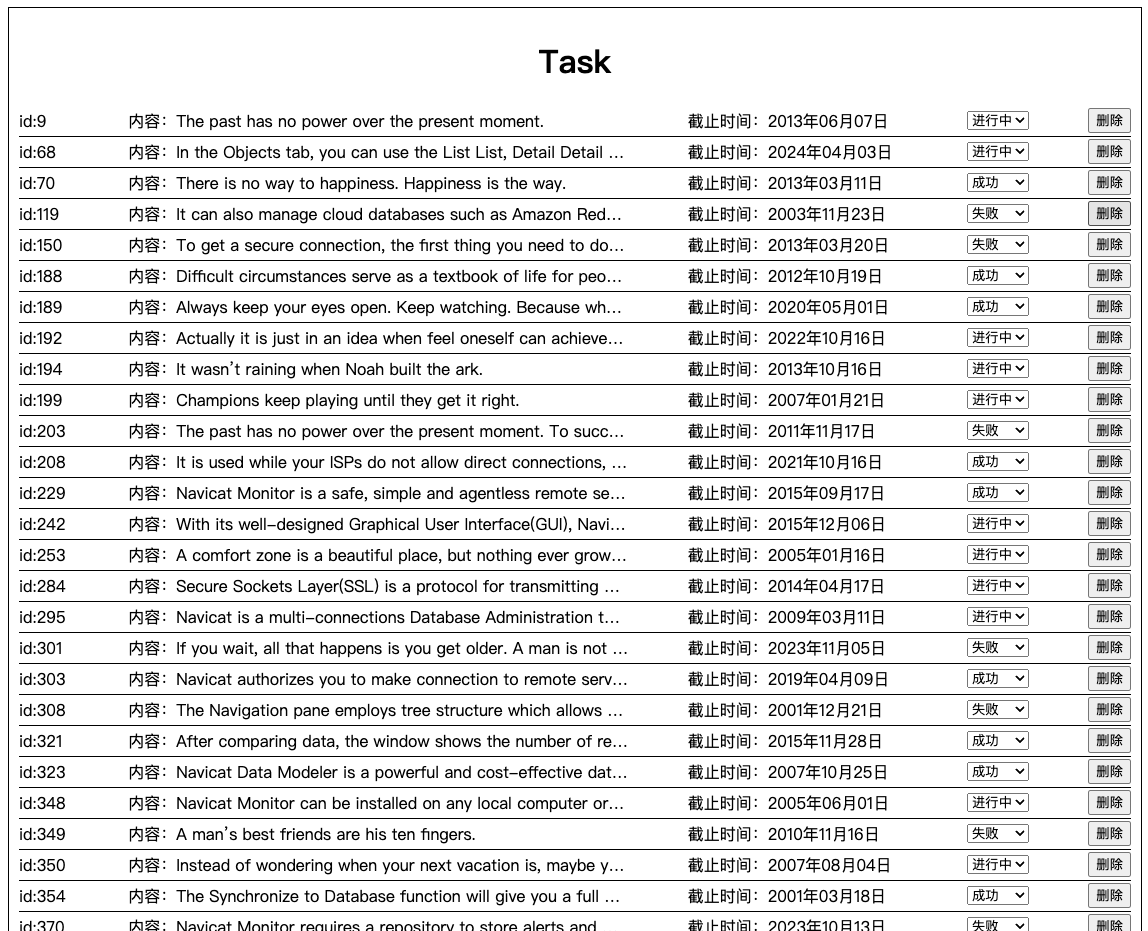 Task
id:9 内容：The past has no power over the present moment. 截止时间：2013年06月07日 进行中 删除
id:68 内容：In the Objects tab, you can use the List List, Detail Detail ... 截止时间：2024年04月03日 进行中 删除
id:70 内容：There is no way to happiness. Happiness is the way. 截止时间：2013年03月11日 成功 删除
id:119 内容：It can also manage cloud databases such as Amazon Red... 截止时间：2003年11月23日 失败 删除
id:150 内容：To get a secure connection, the first thing you need to do... 截止时间：2013年03月20日 失败 删除
id:188 内容：Difficult circumstances serve as a textbook of life for peo... 截止时间：2012年10月19日 成功 删除
id:189 内容：Always keep your eyes open. Keep watching. Because wh... 截止时间：2020年05月01日 成功 删除
id:192 内容：Actually it is just in an idea when feel oneself can achieve... 截止时间：2022年10月16日 进行中 删除
id:194 内容：It wasn't raining when Noah built the ark. 截止时间：2013年10月16日 进行中 删除
id:199 内容：Champions keep playing until they get it right. 截止时间：2007年01月21日 进行中 删除
id:203 内容：The past has no power over the present moment. To succ... 截止时间：2011年11月17日 失败 删除
id:208 内容：It is used while your ISPs do not allow direct connections, ... 截止时间：2021年10月16日 成功 删除
id:229 内容：Navicat Monitor is a safe, simple and agentless remote se... 截止时间：2015年09月17日 成功 删除
id:242 内容：With its well-designed Graphical User Interface(GUI), Navi... 截止时间：2015年12月06日 进行中 删除
id:253 内容：A comfort zone is a beautiful place, but nothing ever grow... 截止时间：2005年01月16日 进行中 删除
id:284 内容：Secure Sockets Layer(SSL) is a protocol for transmitting ... 截止时间：2014年04月17日 进行中 删除
id:295 内容：Navicat is a multi-connections Database Administration t... 截止时间：2009年03月11日 进行中 删除
id:301 内容：If you wait, all that happens is you get older. A man is not ... 截止时间：2023年11月05日 失败 删除
id:303 内容：Navicat authorizes you to make connection to remote serv... 截止时间：2019年04月09日 成功 删除
id:308 内容：The Navigation pane employs tree structure which allows ... 截止时间：2001年12月21日 失败 删除
id:321 内容：After comparing data, the window shows the number of re... 截止时间：2015年11月28日 成功 删除
id:323 内容：Navicat Data Modeler is a powerful and cost-effective dat... 截止时间：2007年10月25日 成功 删除
id:348 内容：Navicat Monitor can be installed on any local computer or... 截止时间：2005年06月01日 进行中 删除
id:349 内容：A man's best friends are his ten fingers. 截止时间：2010年11月16日 失败 删除
id:350 内容：Instead of wondering when your next vacation is, maybe y... 截止时间：2007年08月04日 进行中 删除
id:354 内容：The Synchronize to Database function will give you a full ... 截止时间：2001年03月18日 成功 删除
id:370 内容：Navicat Monitor requires a repository to store alerts and ... 截止时间：2023年10月13日 失败 删除